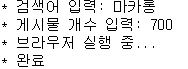 * 검색어 입력: 마카롱
* 게시물 개수 입력: 700
* 브라우저 실행 중...
* 완료